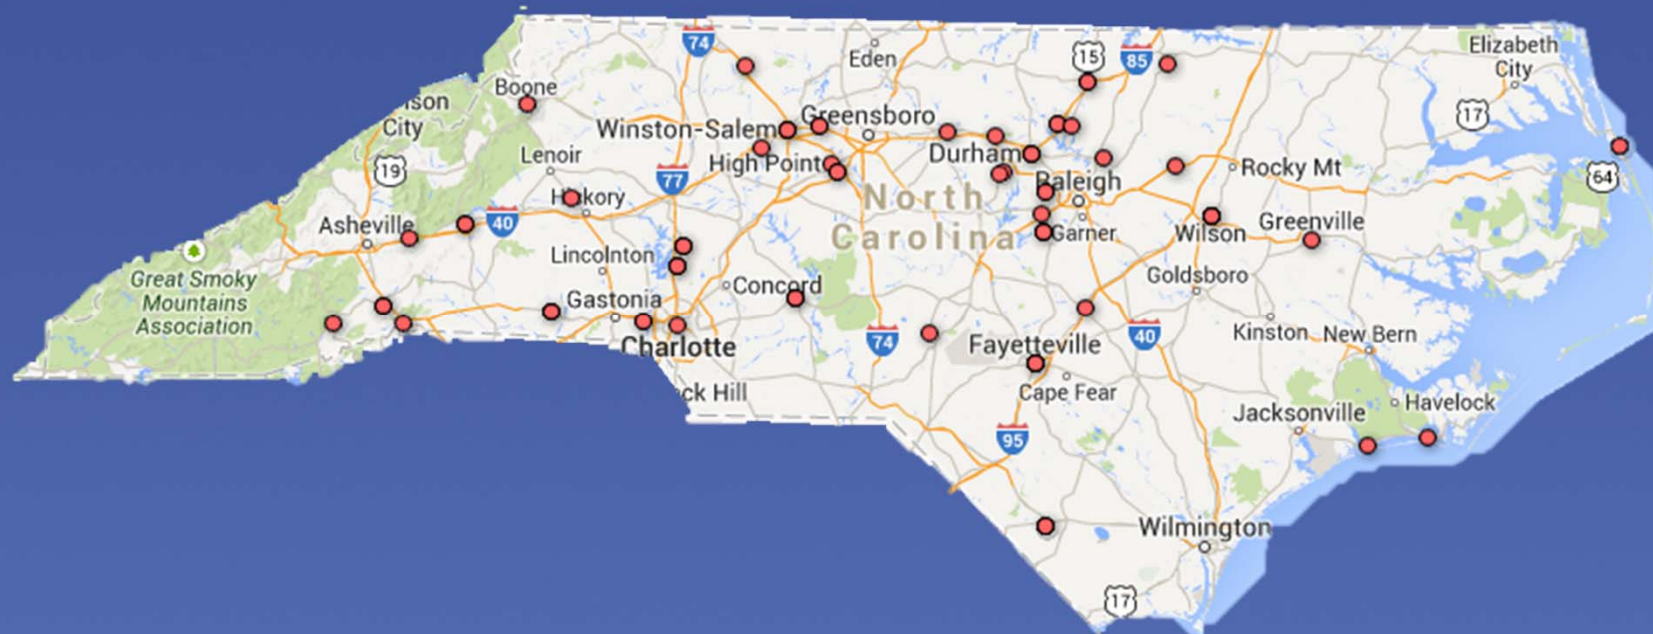 74
Eden
15
85
Elizabeth
City
Boone
ison
City
17
Greensboro
Winston-Salem
Lenoir
Durham
19
High Point
77
Rocky Mt
64
Raleigh
Hickory
North
Carolina
40
Asheville
Greenville
Garner
Wilson
Lincolnton
Great Smoky
Mountains
Association
Concord
Goldsboro
Gastonia
74
40
Kinston
New Bern
Charlotte
Fayetteville
ck Hill
Cape Fear
Havelock
Jacksonville
95
Wilmington
17